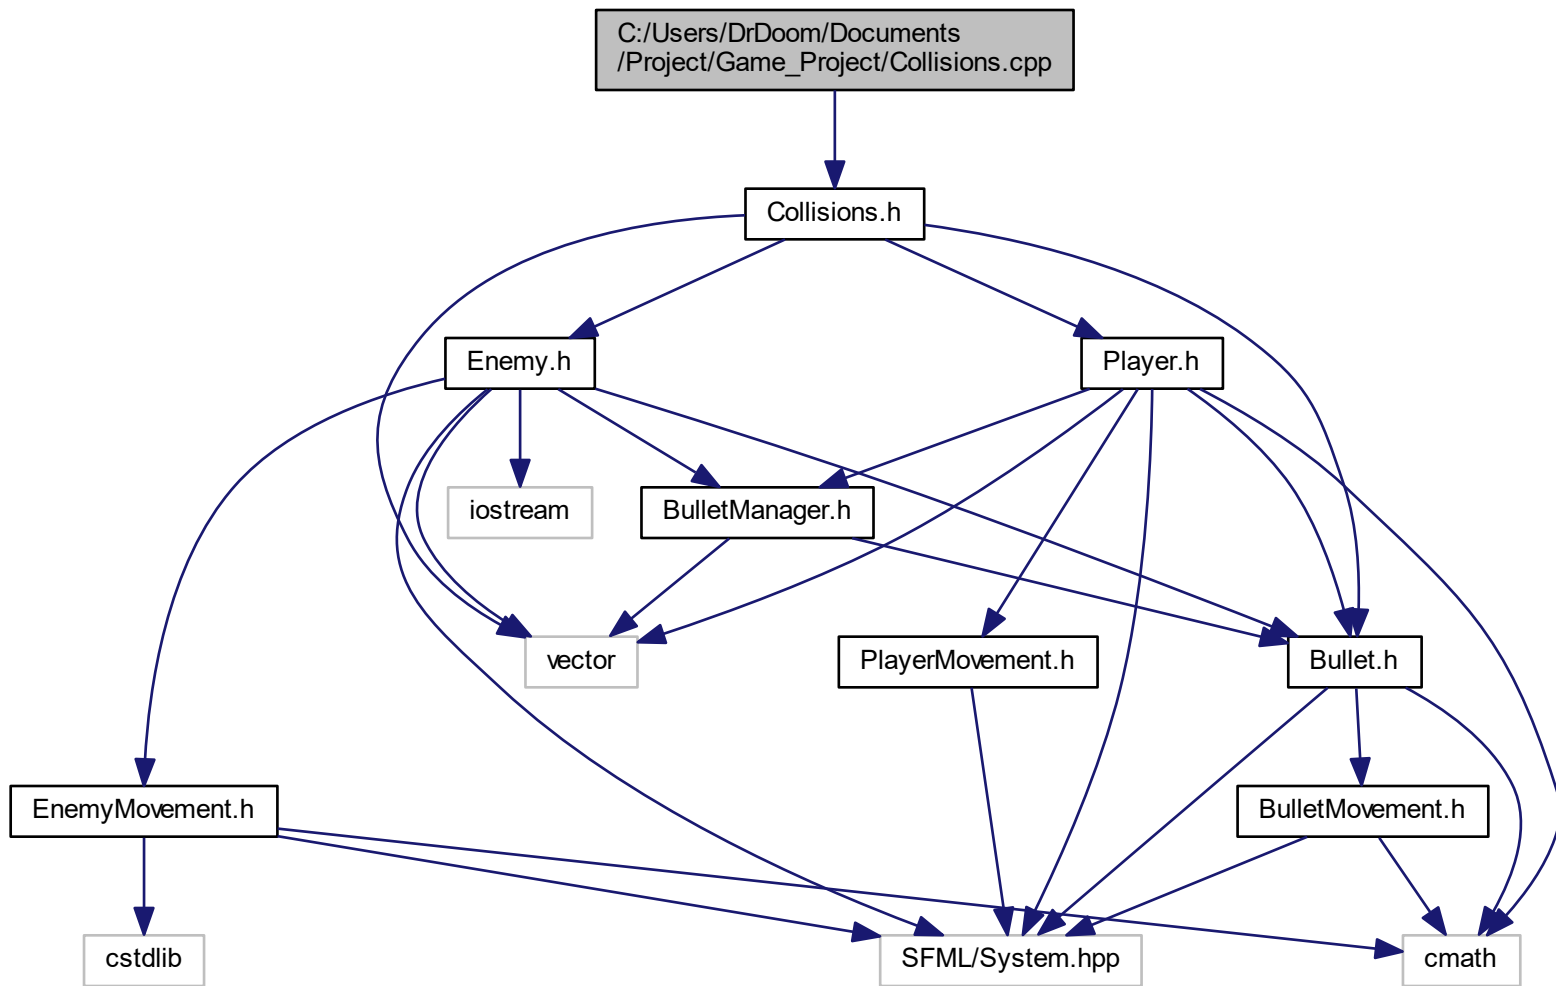 C:/Users/DrDoom/Documents
/Project/Game_Project/Collisions.cpp
Collisions.h
Enemy.h
Player.h
iostream
BulletManager.h
vector
PlayerMovement.h
Bullet.h
EnemyMovement.h
BulletMovement.h
cstdlib
SFML/System.hpp
cmath